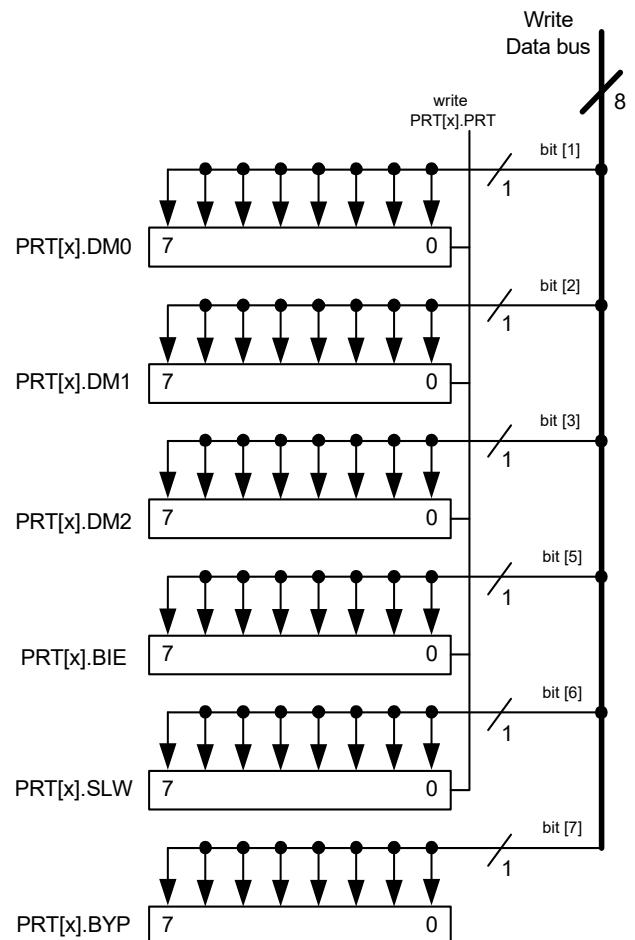 Write
Data bus
8
write
PRT[x].PRT
bit [1]
1
PRT[x].DM0
7 0
bit [2]
1
PRT[x].DM1
7 0
bit [3]
1
PRT[x].DM2
7 0
bit [5]
1
PRT[x].BIE
7 0
bit [6]
1
PRT[x].SLW
7 0
bit [7]
1
PRT[x].BYP
7 0